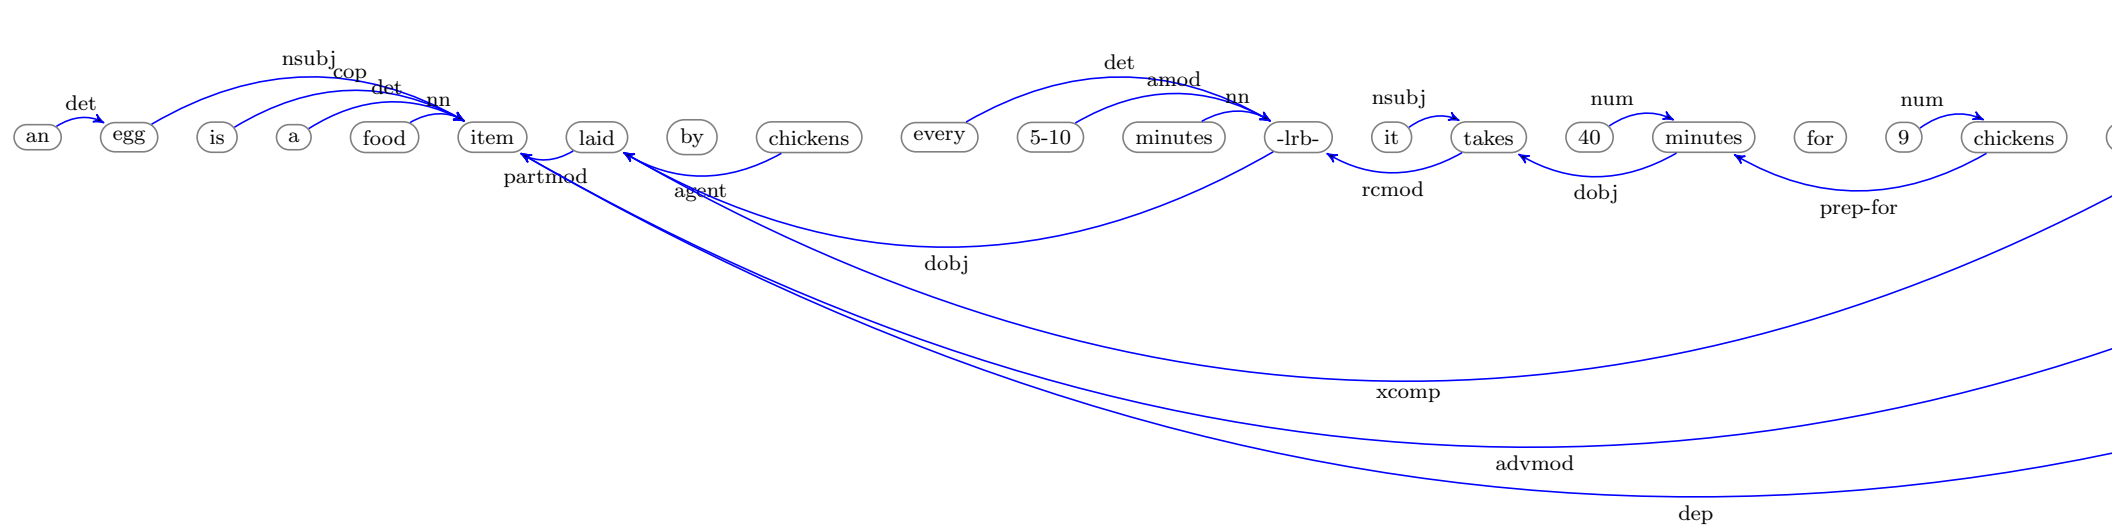 nsubj
cop
det
nn
det
det
amod
nn
nsubj
num
num
an egg is a food item laid by chickens every 5-10 minutes -lrb- it takes 40 minutes for 9 chickens
partmod
agent
rcmod
dobj
prep-for
dobj
xcomp
advmod
dep